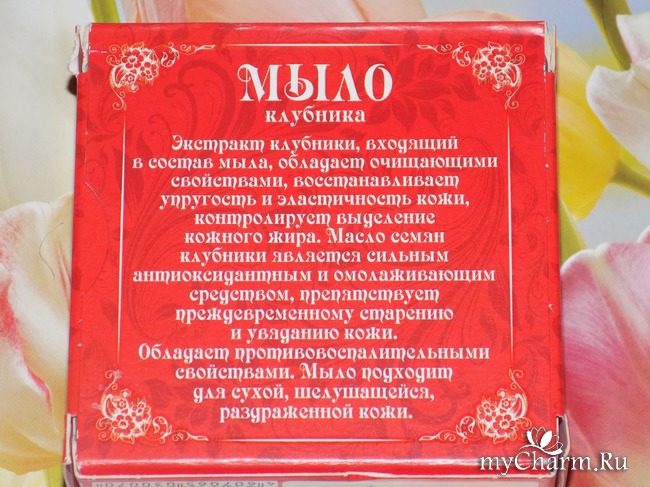 МЫЛО
клубника
Экстракт клубники, входящий
в состав мыла, обладает очищающими
свойствами, восстанавливает
упругость и эластичность кожи,
контролирует выделение
кожного жира. Масло семян
клубники является сильным
антиоксидантным и омолаживающим
средством, препятствует
преждевременному старению
и увяданию кожи.
Обладает противовоспалительными
свойствами. Мыло подходит
для сухой, шелушащейся,
раздраженной кожи.
myCharm.Ru